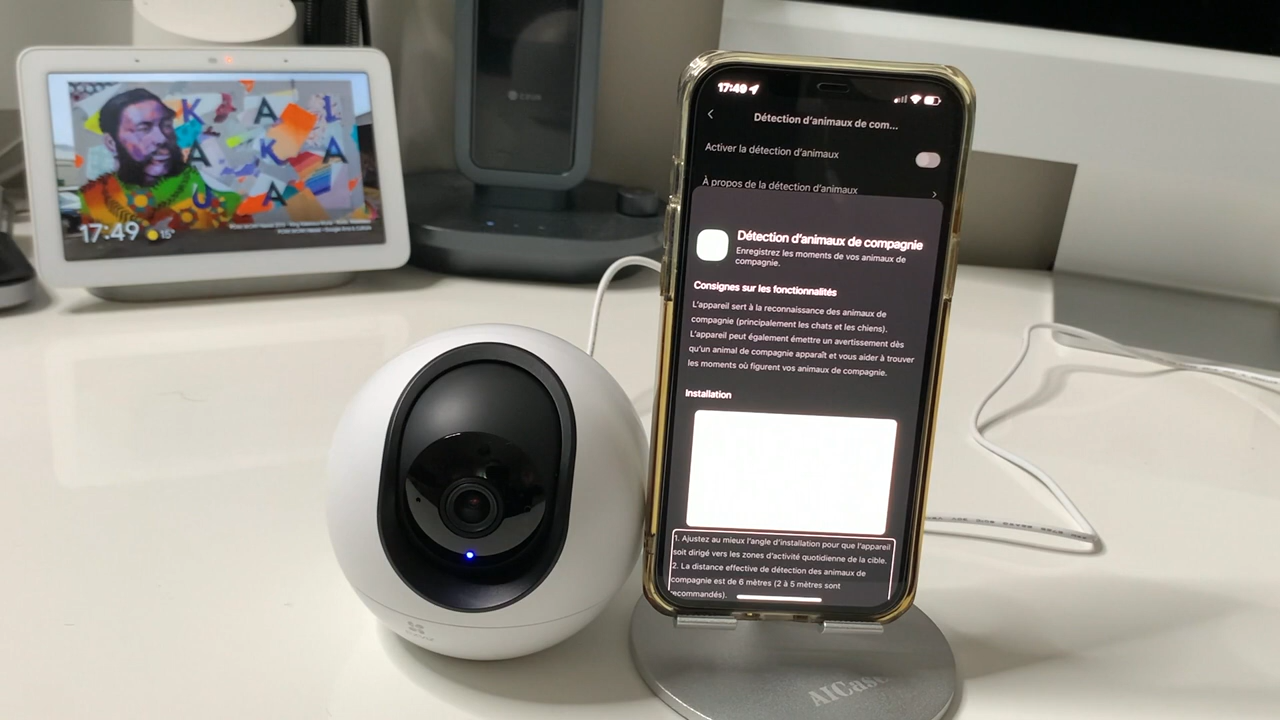 K A L
A K A
U A
17:49 15°
17:49
Détection d'animaux de com...
Activer la détection d'animaux
À propos de la détection d'animaux
Détection d'animaux de compagnie
Enregistrez les moments de vos animaux de
compagnie.
Consignes sur les fonctionnalités
L'appareil sert à la reconnaissance des animaux de
compagnie (principalement les chats et les chiens).
L'appareil peut également émettre un avertissement dès
qu'un animal de compagnie apparaît et vous aider à trouver
les moments où figurent vos animaux de compagnie.
Installation
1. Ajustez au mieux l'angle d'installation pour que l'appareil
soit dirigé vers les zones d'activité quotidienne de la cible.
2. La distance effective de détection des animaux de
compagnie est de 6 mètres (2 à 5 mètres sont
recommandés).
AICase